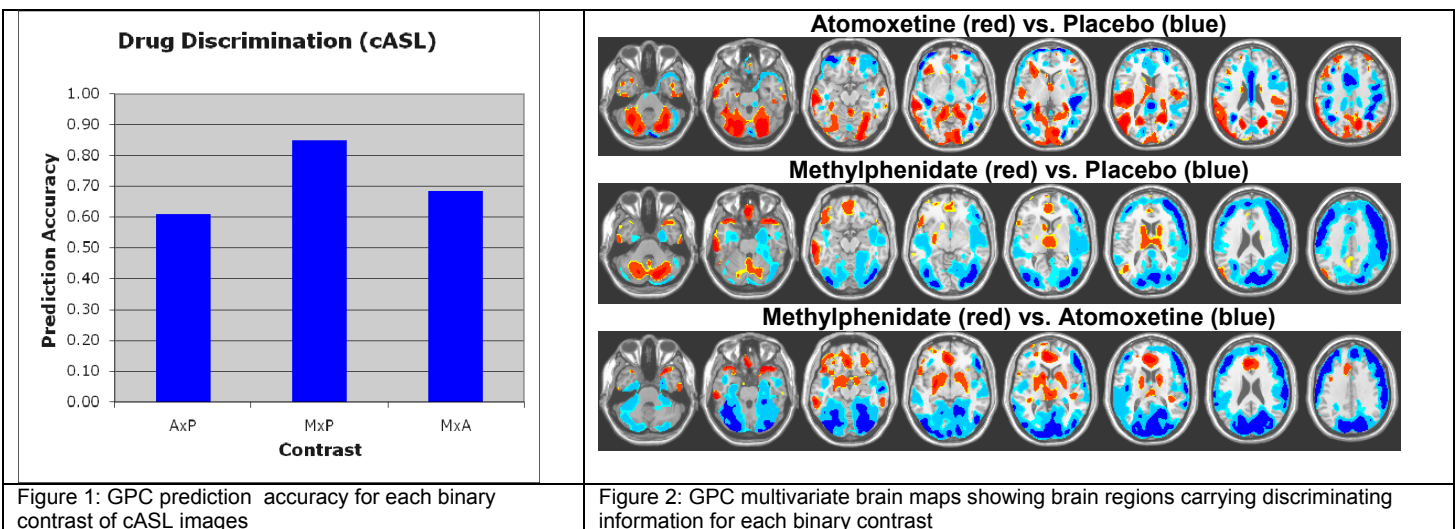 Drug Discrimination (cASL)
1.00
0.90
0.80
0.70
0.60
0.50
0.40
0.30
0.20
0.10
0.00
Prediction Accuracy
AxP
MxP
MxA
Contrast
Figure 1: GPC prediction accuracy for each binary
contrast of cASL images
Atomoxetine (red) vs. Placebo (blue)
Methylphenidate (red) vs. Placebo (blue)
Methylphenidate (red) vs. Atomoxetine (blue)
Figure 2: GPC multivariate brain maps showing brain regions carrying discriminating
information for each binary contrast